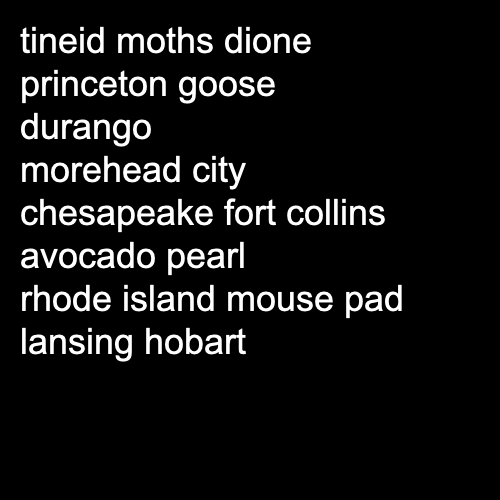 tineid moths dione
princeton goose
durango
morehead city
chesapeake fort collins
avocado pearl
rhode island mouse pad
lansing hobart